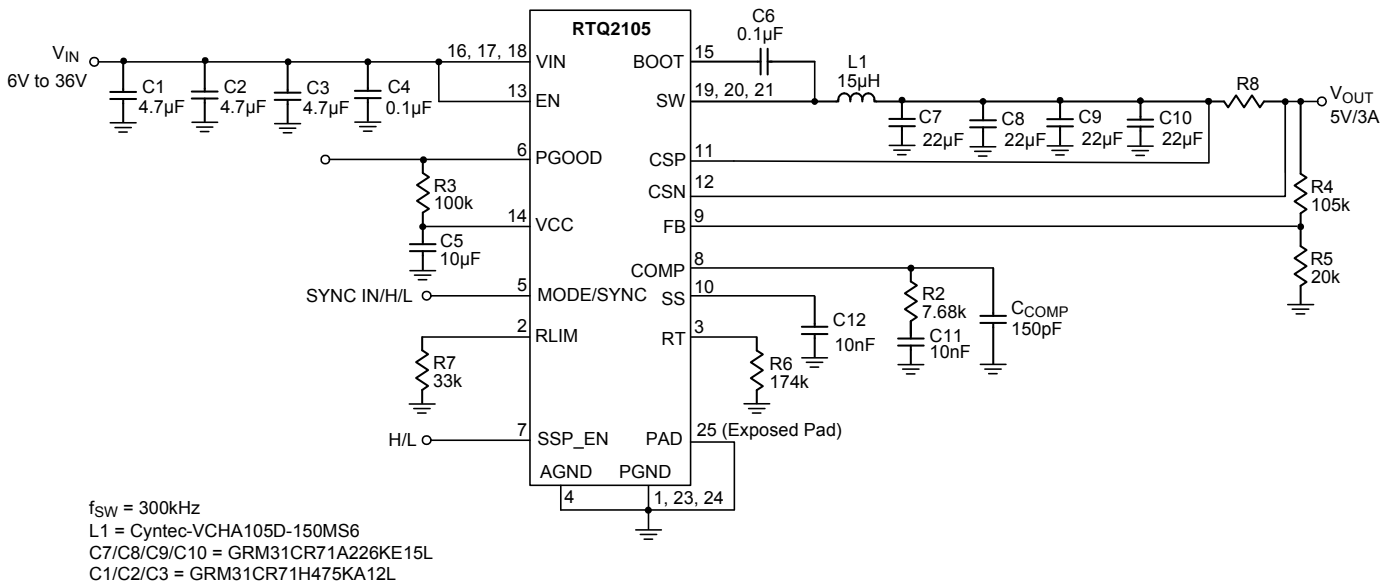 RTQ2105
VIN
6V to 36V
C1
4.7µF
C2
4.7µF
C3
4.7µF
C4
0.1µF
16, 17, 18
VIN
13
EN
6
PGOOD
R3
100k
14
VCC
C5
10µF
SYNC IN/H/L
5
MODE/SYNC
2
RLIM
R7
33k
H/L
7
SSP_EN
AGND
PGND
4
1, 23, 24
BOOT
15
C6
0.1µF
SW
19, 20, 21
L1
15µH
C7
22µF
C8
22µF
C9
22µF
C10
22µF
R8
VOUT
5V/3A
CSP
11
CSN
12
FB
9
R4
105k
R5
20k
COMP
8
R2
7.68k
C11
10nF
CCOMP
150pF
SS
10
C12
10nF
RT
3
R6
174k
PAD
25 (Exposed Pad)
fSW = 300kHz
L1 = Cyntec-VCHA105D-150MS6
C7/C8/C9/C10 = GRM31CR71A226KE15L
C1/C2/C3 = GRM31CR71H475KA12L